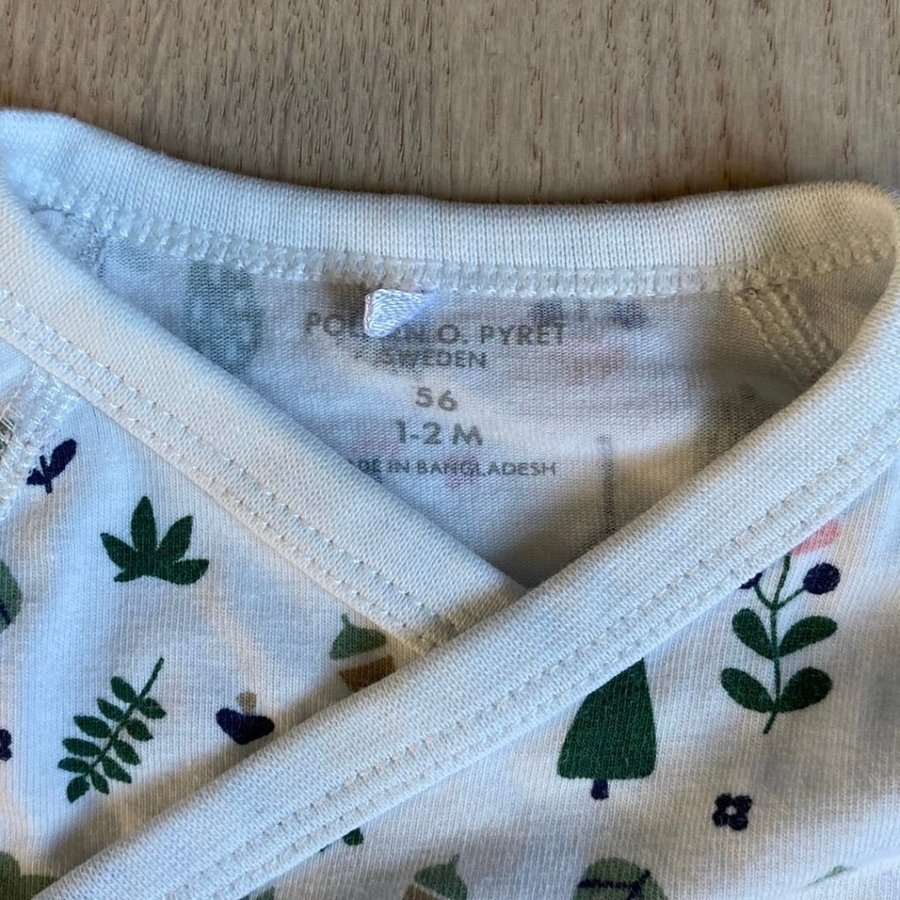 O. PYRET
SWEDEN
56
1-2 M
IN BANGLADESH